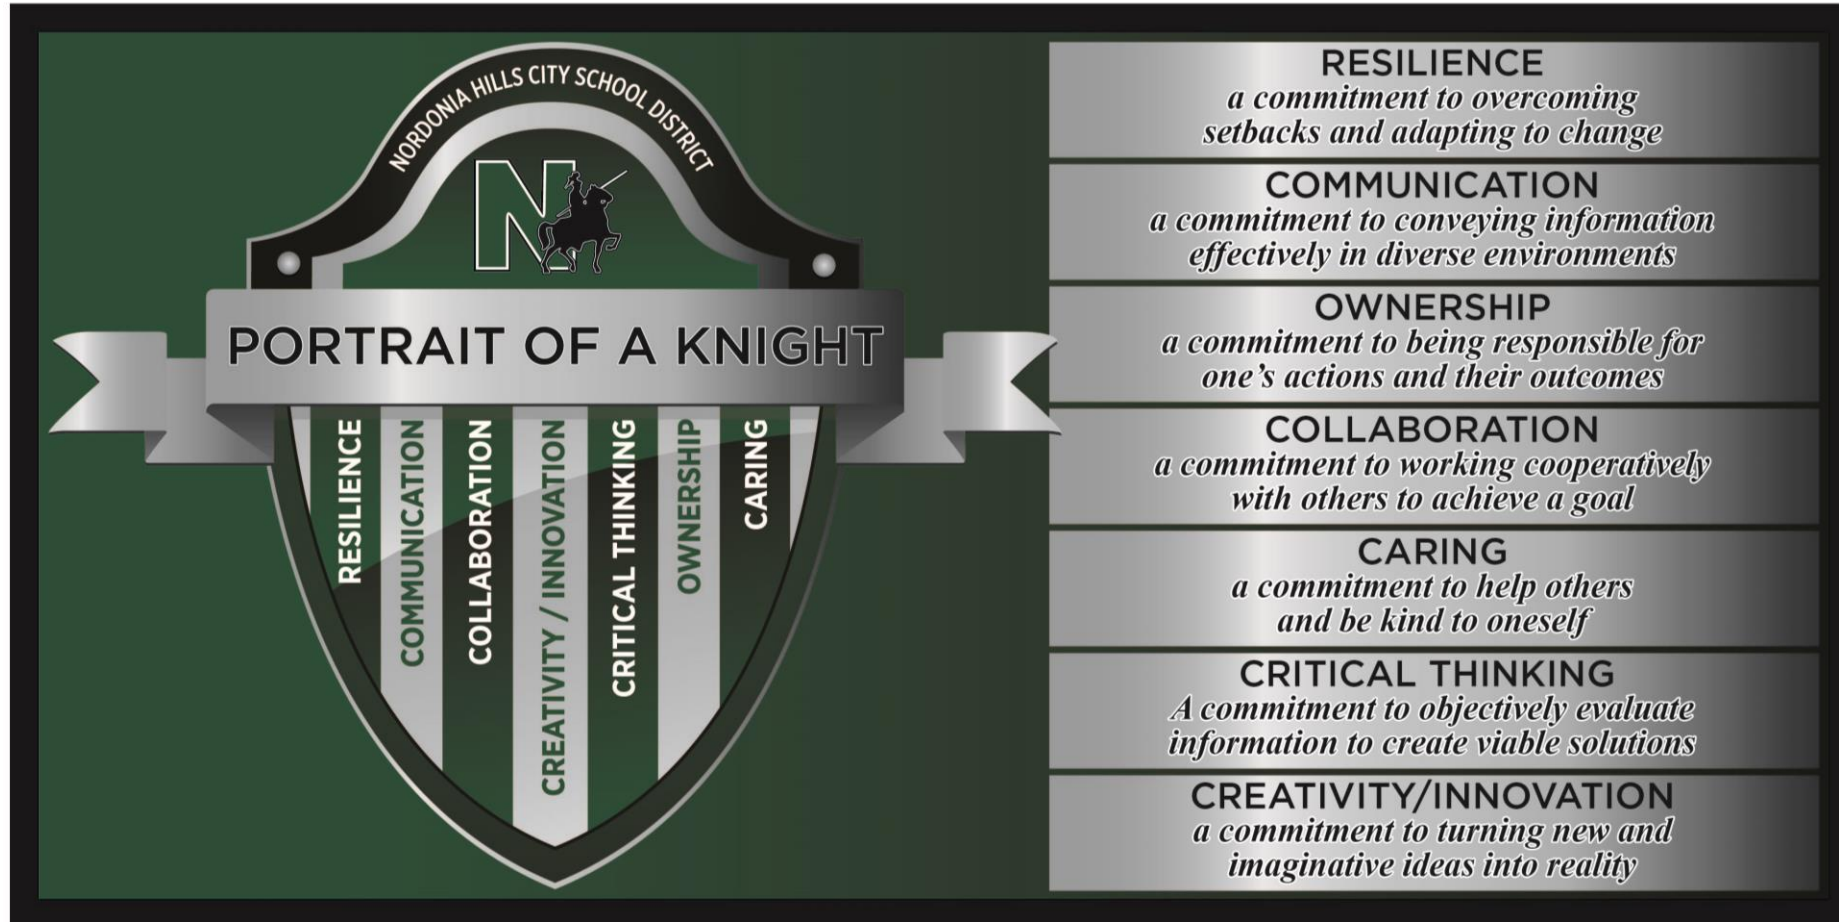 NORDONIA HILLS CITY SCHOOL DISTRICT
N
PORTRAIT OF A KNIGHT
RESILIENCE
COMMUNICATION
COLLABORATION
CREATIVITY / INNOVATION
CRITICAL THINKING
OWNERSHIP
CARING
RESILIENCE
a commitment to overcoming
setbacks and adapting to change
COMMUNICATION
a commitment to conveying information
effectively in diverse environments
OWNERSHIP
a commitment to being responsible for
one's actions and their outcomes
COLLABORATION
a commitment to working cooperatively
with others to achieve a goal
CARING
a commitment to help others
and be kind to oneself
CRITICAL THINKING
A commitment to objectively evaluate
information to create viable solutions
CREATIVITY/INNOVATION
a commitment to turning new and
imaginative ideas into reality